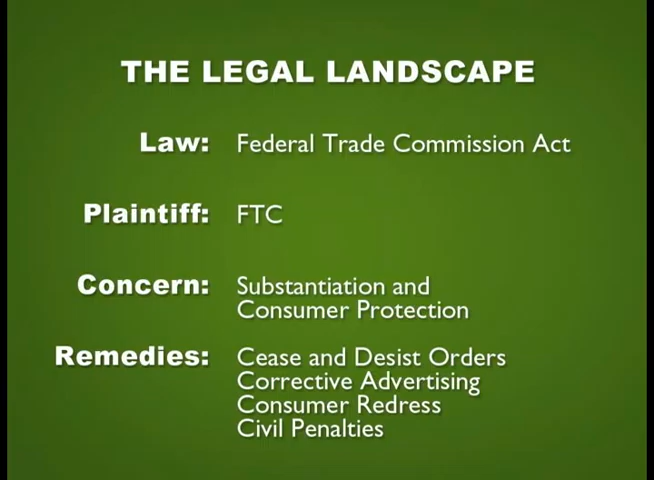 THE LEGAL LANDSCAPE
Law: Federal Trade Commission Act
Plaintiff: FTC
Concern: Substantiation and
Consumer Protection
Remedies: Cease and Desist Orders
Corrective Advertising
Consumer Redress
Civil Penalties